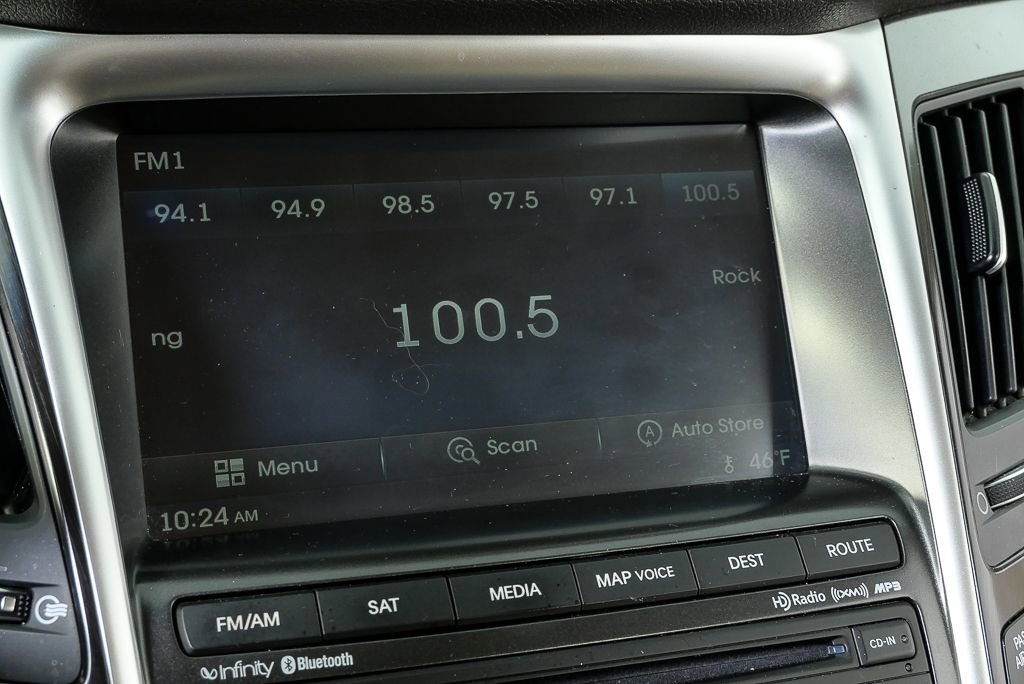 FM1
94.1 94.9 98.5 97.5 97.1 100.5
Rock
ng 100.5
Menu Scan A Auto Store
10:24 AM 46°F
FM/AM SAT MEDIA MAP VOICE DEST ROUTE
HD Radio ((XM)) MP3
Infinity Bluetooth CD-IN